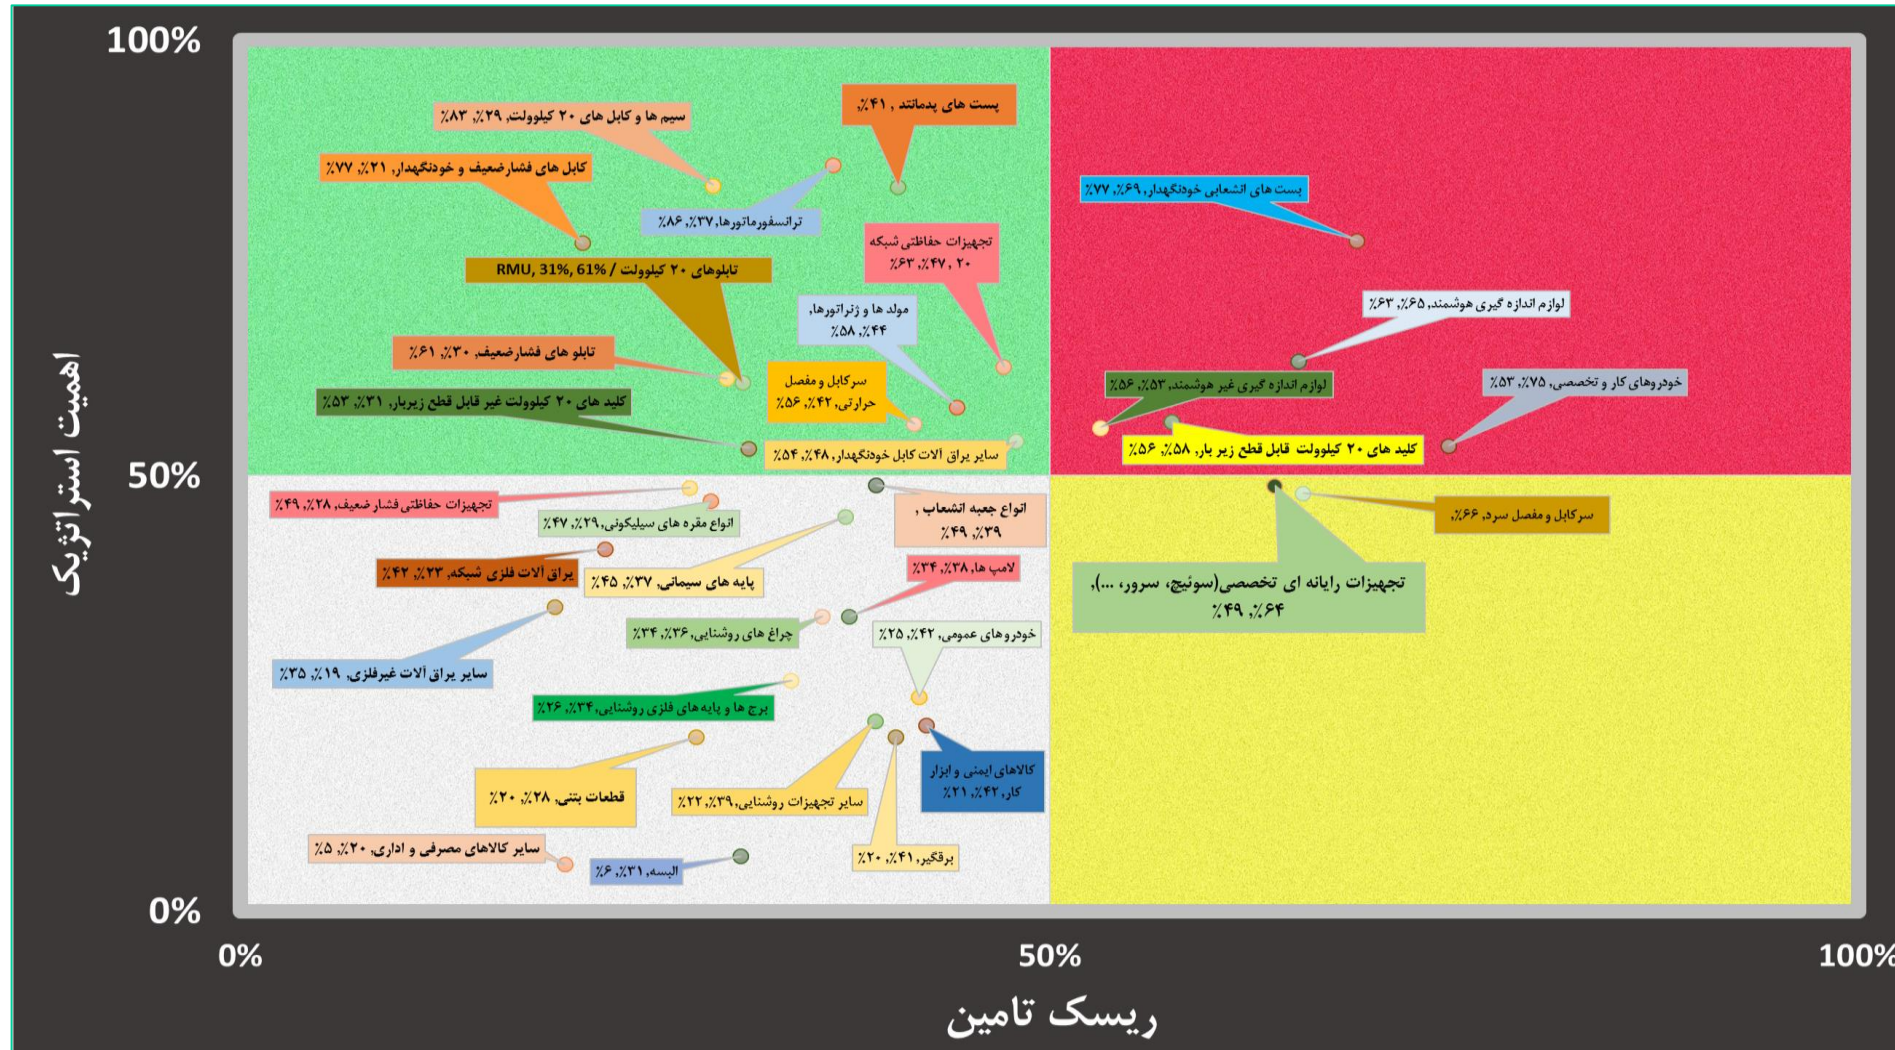 100%
پست های پدمانتد , ۴۱٪,
سیم ها و کابل های ۲۰ کیلوولت, ۲۹٪, ۸۳٪
کابل های فشارضعیف و خودنگهدار, ۲۱٪, ۷۷٪
ترانسفورماتورها, ۳۷٪, ۸۶٪
تجهیزات حفاظتی شبکه
۲۰ , ۴۷٪, ۶۳٪
تابلوهای ۲۰ کیلوولت / RMU, 31%, 61%
مولد ها و ژنراتورها,
۴۴٪, ۵۸٪
تابلو های فشارضعیف, ۳۰٪, ۶۱٪
سرکابل و مفصل
حرارتی, ۴۲٪, ۵۶٪
کلید های ۲۰ کیلوولت غیر قابل قطع زیربار, ۳۱٪, ۵۳٪
سایر یراق آلات کابل خودنگهدار, ۴۸٪, ۵۴٪
بست های انشعابی خودنگهدار, ۶۹٪, ۷۷٪
لوازم اندازه گیری هوشمند, ۶۵٪, ۶۳٪
لوازم اندازه گیری غیر هوشمند, ۵۳٪, ۵۶٪
خودروهای کار و تخصصی, ۷۵٪, ۵۳٪
کلید های ۲۰ کیلوولت قابل قطع زیر بار, ۵۸٪, ۵۶٪
اهمیت استراتژیک
50%
تجهیزات حفاظتی فشار ضعیف, ۲۸٪, ۴۹٪
انواع مقره های سیلیکونی, ۲۹٪, ۴۷٪
انواع جعبه انشعاب ,
۳۹٪, ۴۹٪
یراق آلات فلزی شبکه, ۲۳٪, ۴۲٪
پایه های سیمانی, ۳۷٪, ۴۵٪
لامپ ها, ۳۸٪, ۳۴٪
چراغ های روشنایی, ۳۶٪, ۳۴٪
خودروهای عمومی, ۴۲٪, ۲۵٪
سایر یراق آلات غیرفلزی, ۱۹٪, ۳۵٪
برج ها و پایه های فلزی روشنایی, ۳۴٪, ۲۶٪
کالاهای ایمنی و ابزار
کار, ۴۲٪, ۲۱٪
قطعات بتنی, ۲۸٪, ۲۰٪
سایر تجهیزات روشنایی, ۳۹٪, ۲۲٪
سایر کالاهای مصرفی و اداری, ۲۰٪, ۵٪
البسه, ۳۱٪, ۶٪
برقگیر, ۴۱٪, ۲۰٪
سرکابل و مفصل سرد, ۶۶٪,
تجهیزات رایانه ای تخصصی(سوئیچ، سرور، ...),
۶۴٪, ۴۹٪
0%
0%
50%
100%
ریسک تامین